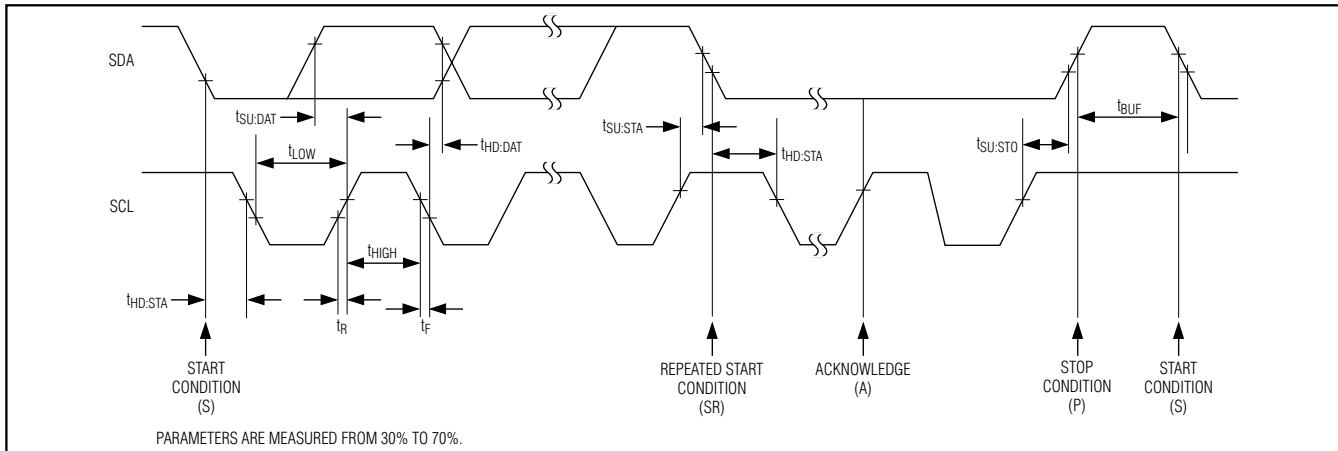 SDA
tSU:DAT
tSU:STA
tBUF
tLOW
tHD:DAT
tHD:STA
tSU:STO
SCL
tHIGH
tHD:STA
tR
tF
START
CONDITION
(S)
REPEATED START
CONDITION
(SR)
ACKNOWLEDGE
(A)
STOP
CONDITION
(P)
START
CONDITION
(S)
PARAMETERS ARE MEASURED FROM 30% TO 70%.